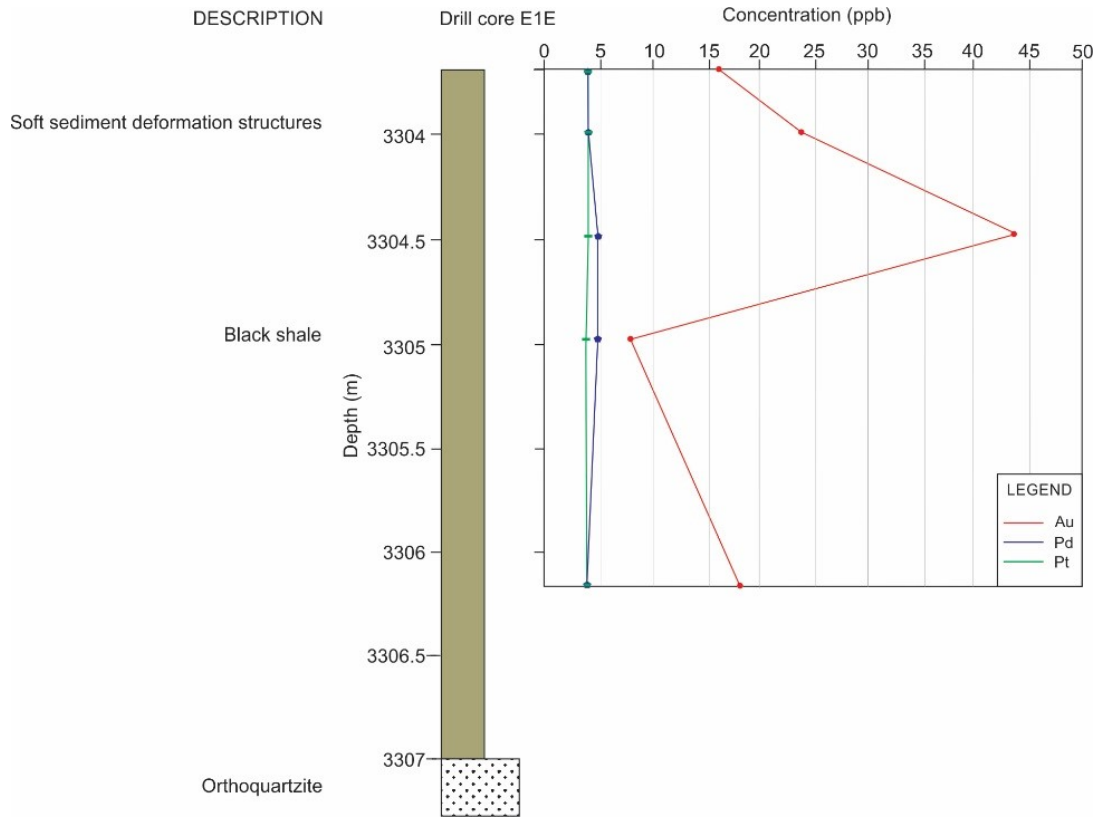 DESCRIPTION
Drill core E1E
Concentration (ppb)
0 5 10 15 20 25 30 35 40 45 50
Soft sediment deformation structures
3304
3304.5
Black shale
3305
Depth (m)
3305.5
LEGEND
Au
Pd
Pt
3306
3306.5
3307
Orthoquartzite